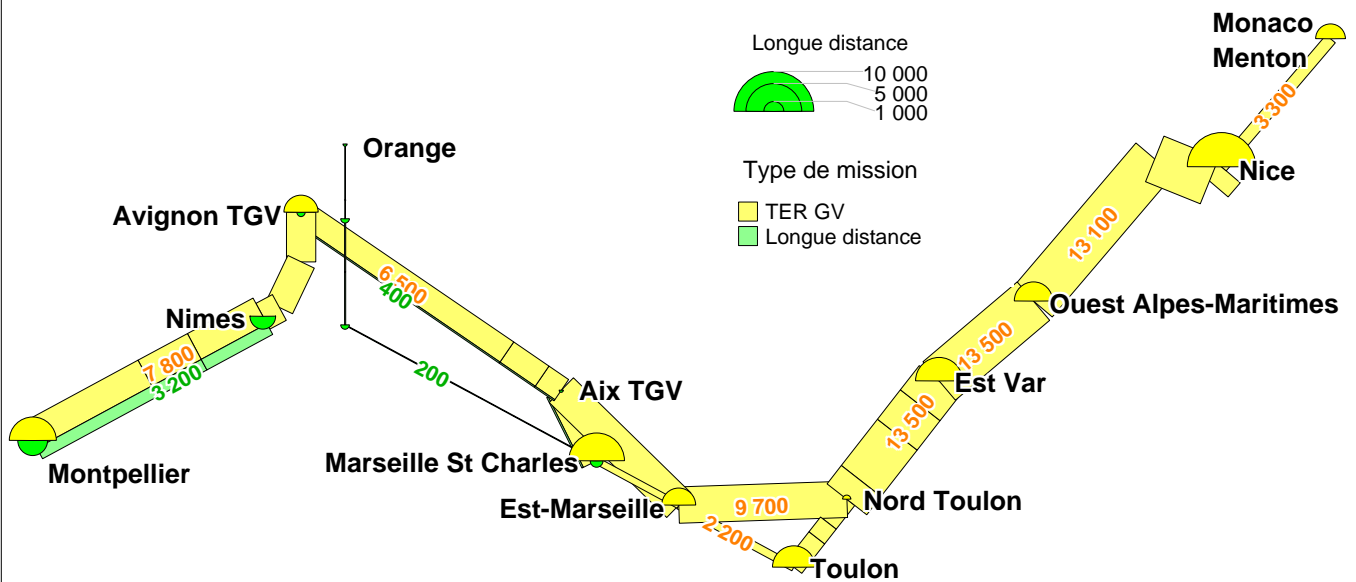 Monaco
Menton
Longue distance
10 000
5 000
1 000
3 300
Orange
Nice
Type de mission
TER GV
Longue distance
Avignon TGV
13 100
6 500
400
Nimes
Ouest Alpes-Maritimes
13 500
7 800
3 200
200
Aix TGV
Est Var
13 500
Montpellier
Marseille St Charles
Est-Marseille
9 700
Nord Toulon
2 200
Toulon